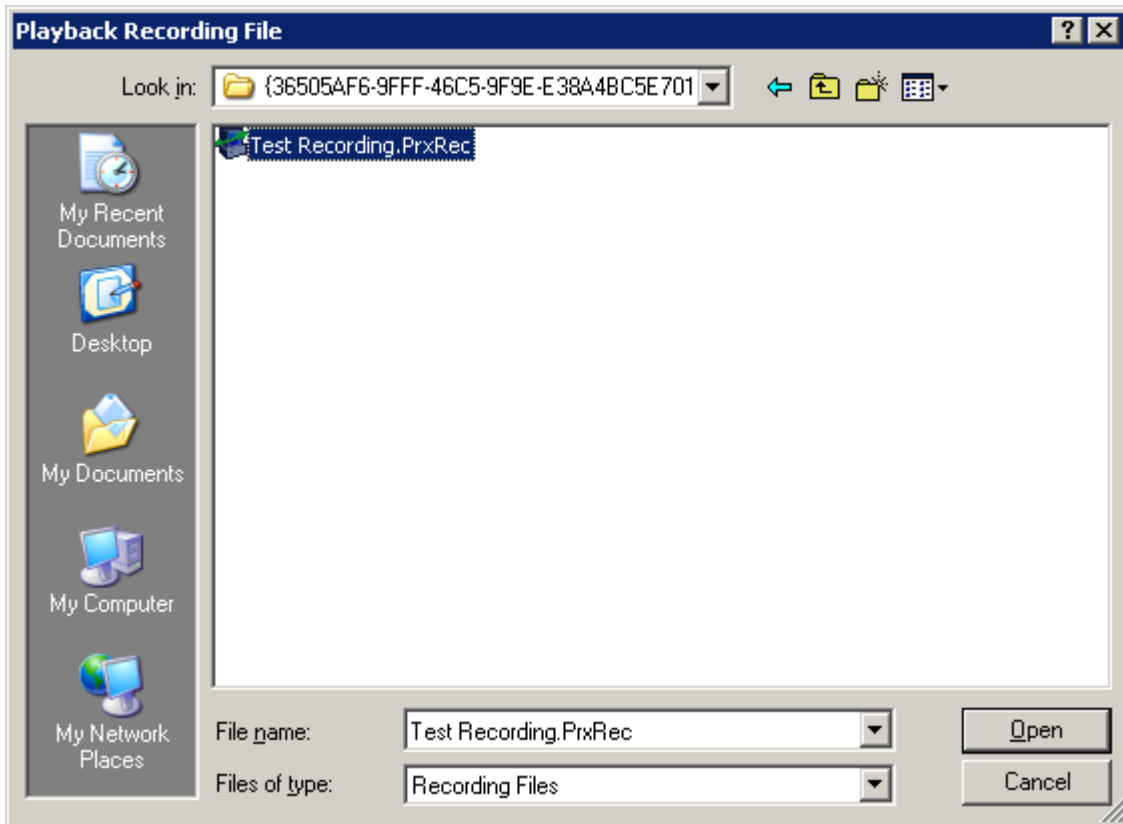 Playback Recording File
Look in:
{36505AF6-9FFF-46C5-9F9E-E38A4BC5E701
Test Recording.PrxRec
My Recent
Documents
Desktop
My Documents
My Computer
My Network
Places
File name:
Test Recording.PrxRec
Open
Files of type:
Recording Files
Cancel